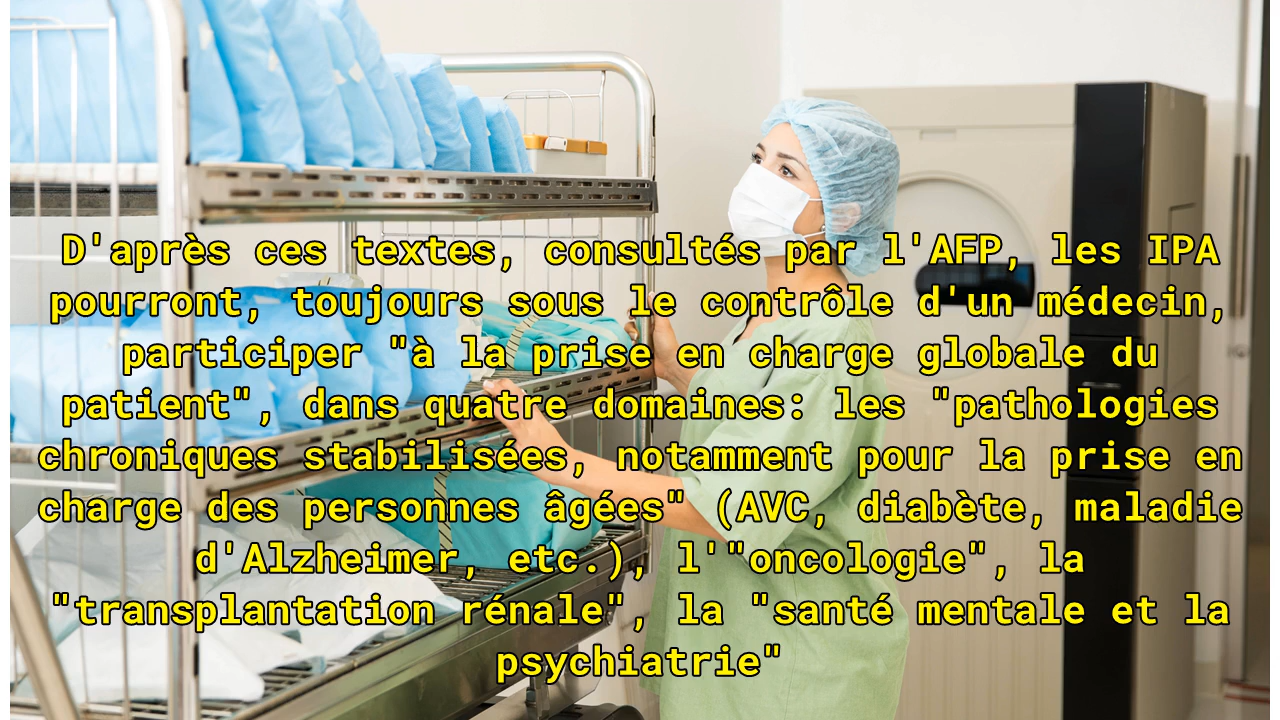 D'après ces textes, consultés par l'AFP, les IPA
pourront, toujours sous le contrôle d'un médecin,
participer "à la prise en charge globale du
patient", dans quatre domaines: les "pathologies
chroniques stabilisées, notamment pour la prise en
charge des personnes âgées" (AVC, diabète, maladie
d'Alzheimer, etc.), l'"oncologie", la
"transplantation rénale", la "santé mentale et la
psychiatrie"